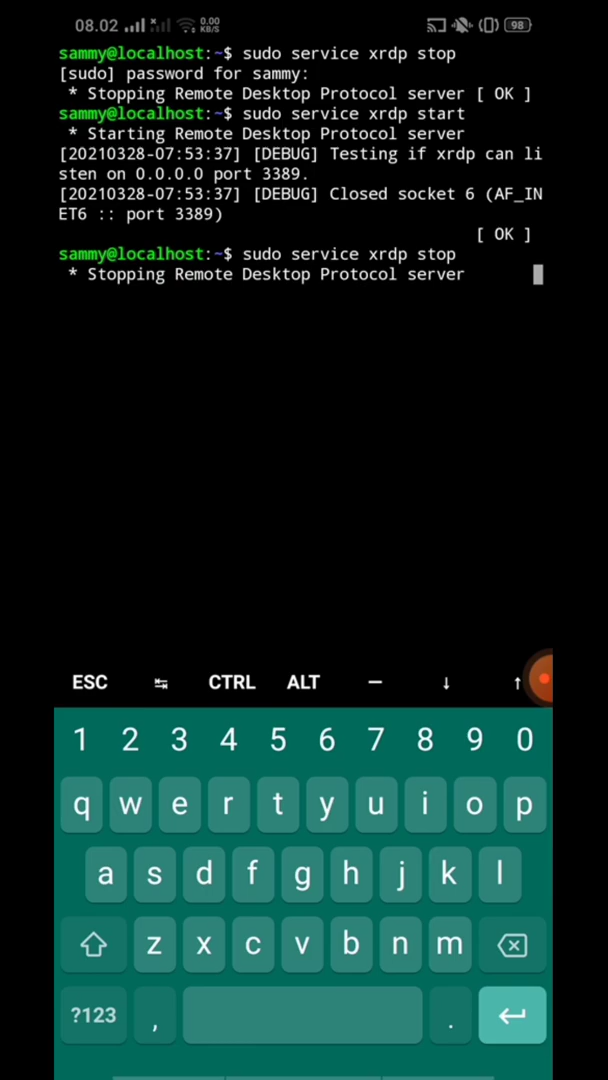 08.02 0.00 KB/S 98
sammy@localhost:~$ sudo service xrdp stop
[sudo] password for sammy:
 * Stopping Remote Desktop Protocol server [ OK ]
sammy@localhost:~$ sudo service xrdp start
 * Starting Remote Desktop Protocol server
[20210328-07:53:37] [DEBUG] Testing if xrdp can li
sten on 0.0.0.0 port 3389.
[20210328-07:53:37] [DEBUG] Closed socket 6 (AF_IN
ET6 :: port 3389)
[ OK ]
sammy@localhost:~$ sudo service xrdp stop
 * Stopping Remote Desktop Protocol server
ESC ↹ CTRL ALT — ↓ ↑
1 2 3 4 5 6 7 8 9 0
q w e r t y u i o p
a s d f g h j k l
z x c v b n m
?123 , .